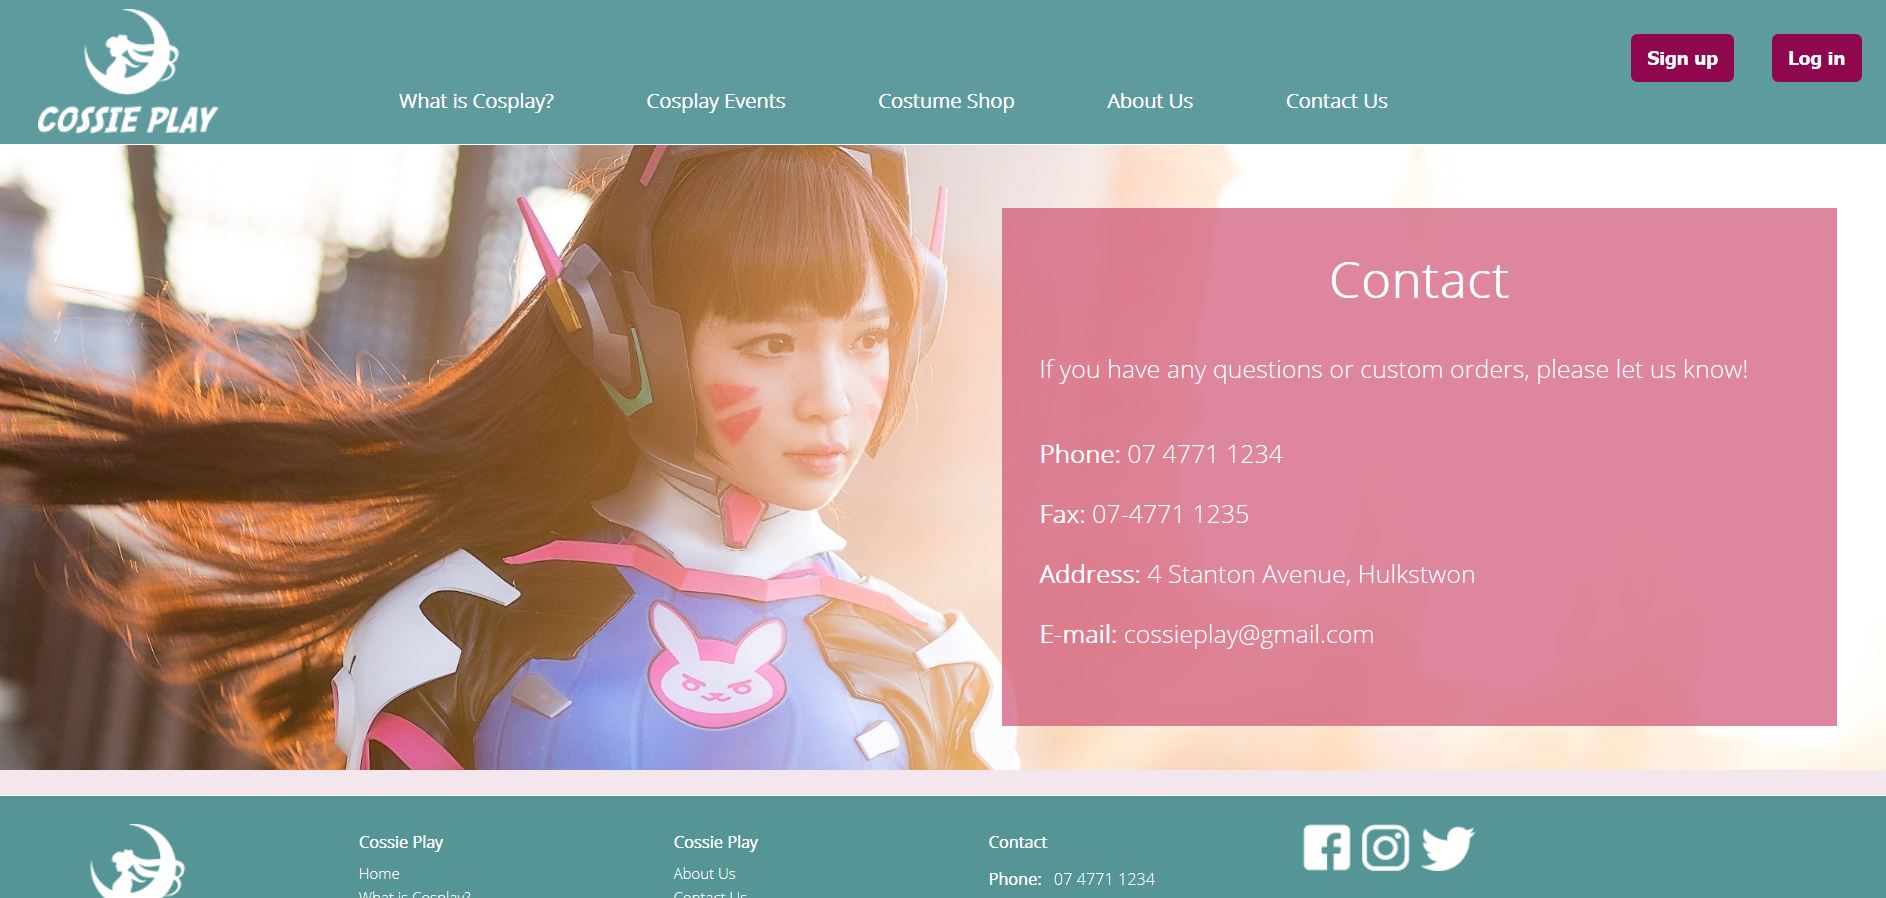 COSSIE PLAY
What is Cosplay?
Cosplay Events
Costume Shop
About Us
Contact Us
Sign up
Log in
Contact
If you have any questions or custom orders, please let us know!
Phone: 07 4771 1234
Fax: 07-4771 1235
Address: 4 Stanton Avenue, Hulkstwon
E-mail: cossieplay@gmail.com
Cossie Play
Home
What is Cosplay?
Cossie Play
About Us
Contact Us
Contact
Phone: 07 4771 1234